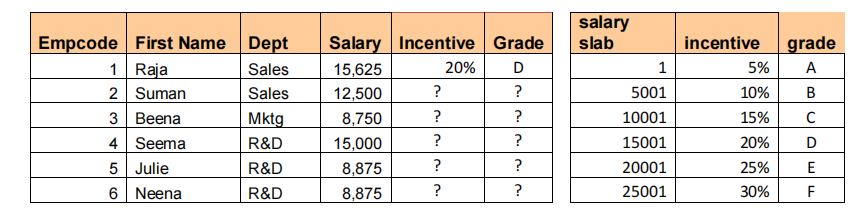 Empcode First Name Dept Salary Incentive Grade
1 Raja Sales 15,625 20% D
2 Suman Sales 12,500 ? ?
3 Beena Mktg 8,750 ? ?
4 Seema R&D 15,000 ? ?
5 Julie R&D 8,875 ? ?
6 Neena R&D 8,875 ? ?
salary
slab incentive grade
1 5% A
5001 10% B
10001 15% C
15001 20% D
20001 25% E
25001 30% F